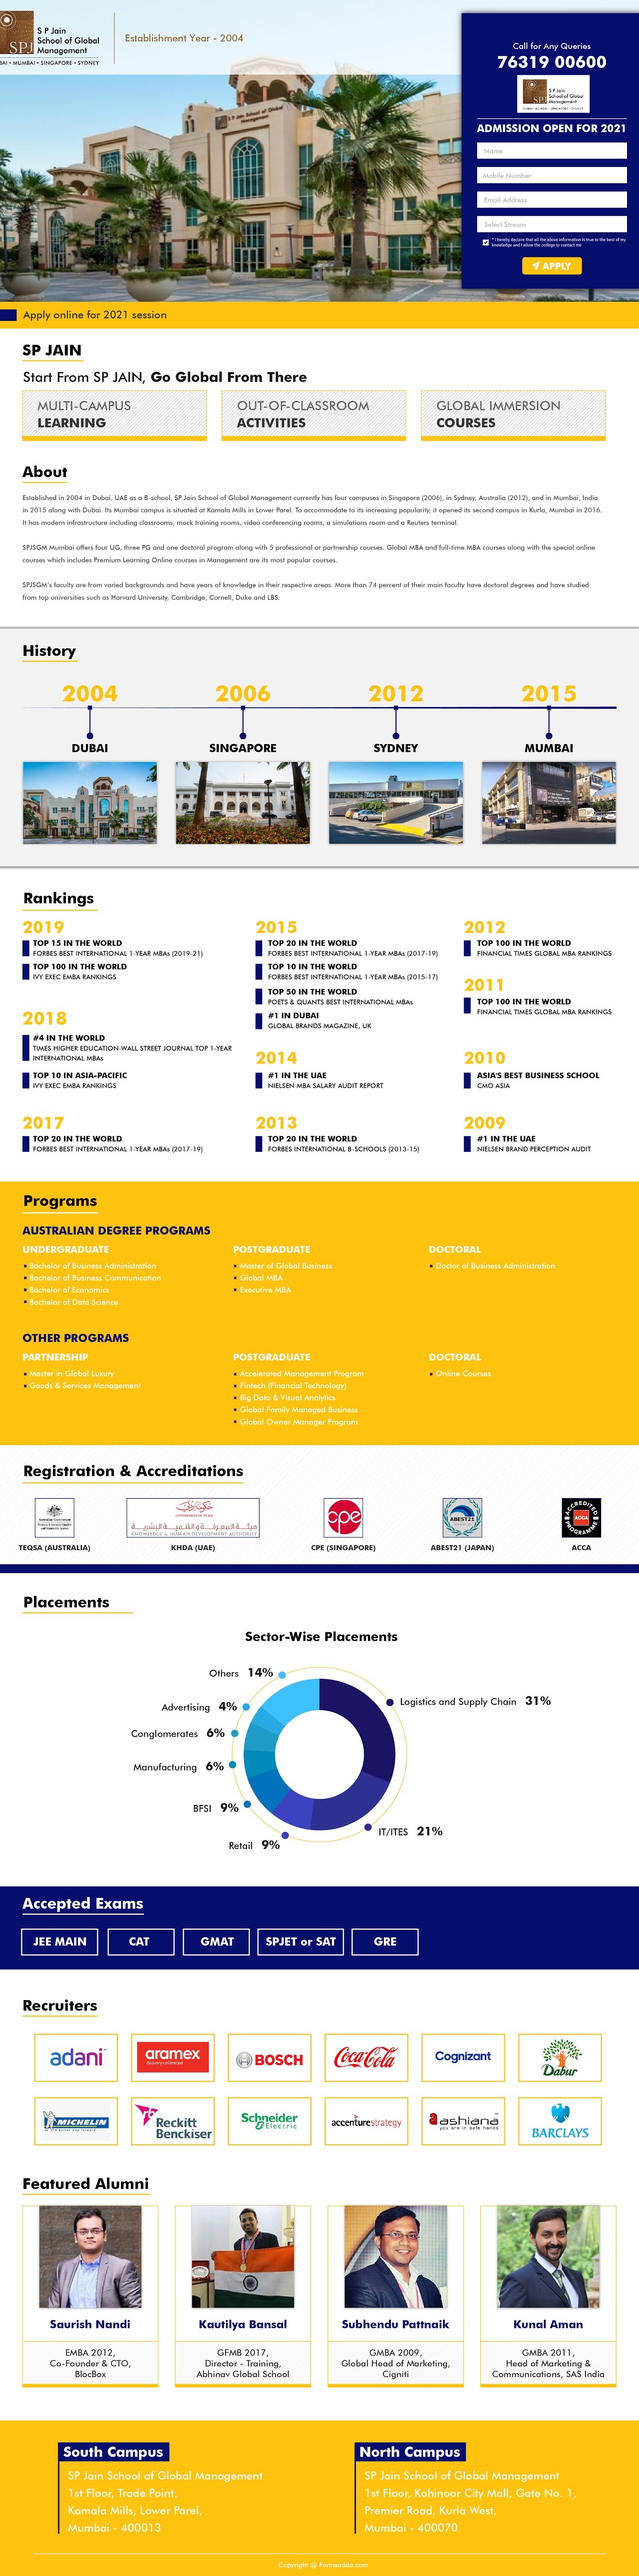 S P Jain
School of Global
Management
SPJ
AI • MUMBAI • SINGAPORE • SYDNEY
Establishment Year - 2004
Call for Any Queries
76319 00600
S P Jain
School of Global
Management
ADMISSION OPEN FOR 2021
Name
Mobile Number
Email Address
Select Stream
* I hereby declare that all the above information is true to the best of my
knowledge and I allow the college to contact me
APPLY
Apply online for 2021 session
SP JAIN
Start From SP JAIN, Go Global From There
MULTI-CAMPUS
LEARNING
OUT-OF-CLASSROOM
ACTIVITIES
GLOBAL IMMERSION
COURSES
About
Established in 2004 in Dubai, UAE as a B-school, SP Jain School of Global Management currently has four campuses in Singapore (2006), in Sydney, Australia (2012), and in Mumbai, India
in 2015 along with Dubai. Its Mumbai campus is situated at Kamala Mills in Lower Parel. To accommodate to its increasing popularity, it opened its second campus in Kurla, Mumbai in 2016.
It has modern infrastructure including classrooms, mock training rooms, video conferencing rooms, a simulations room and a Reuters terminal.
SPJSGM Mumbai offers four UG, three PG and one doctoral program along with 5 professional or partnership courses. Global MBA and full-time MBA courses along with the special online
courses which includes Premium Learning Online courses in Management are its most popular courses.
SPJSGM's faculty are from varied backgrounds and have years of knowledge in their respective areas. More than 74 percent of their main faculty have doctoral degrees and have studied
from top universities such as Harvard University, Cambridge, Cornell, Duke and LBS.
History
2004
2006
2012
2015
DUBAI
SINGAPORE
SYDNEY
MUMBAI
Rankings
2019
TOP 15 IN THE WORLD
FORBES BEST INTERNATIONAL 1-YEAR MBAs (2019-21)
TOP 100 IN THE WORLD
IVY EXEC EMBA RANKINGS
2018
#4 IN THE WORLD
TIMES HIGHER EDUCATION-WALL STREET JOURNAL TOP 1-YEAR
INTERNATIONAL MBAs
TOP 10 IN ASIA-PACIFIC
IVY EXEC EMBA RANKINGS
2017
TOP 20 IN THE WORLD
FORBES BEST INTERNATIONAL 1-YEAR MBAs (2017-19)
2015
TOP 20 IN THE WORLD
FORBES BEST INTERNATIONAL 1-YEAR MBAs (2017-19)
TOP 10 IN THE WORLD
FORBES BEST INTERNATIONAL 1-YEAR MBAs (2015-17)
TOP 50 IN THE WORLD
POETS & QUANTS BEST INTERNATIONAL MBAs
#1 IN DUBAI
GLOBAL BRANDS MAGAZINE, UK
2014
#1 IN THE UAE
NIELSEN MBA SALARY AUDIT REPORT
2013
TOP 20 IN THE WORLD
FORBES INTERNATIONAL B-SCHOOLS (2013-15)
2012
TOP 100 IN THE WORLD
FINANCIAL TIMES GLOBAL MBA RANKINGS
2011
TOP 100 IN THE WORLD
FINANCIAL TIMES GLOBAL MBA RANKINGS
2010
ASIA'S BEST BUSINESS SCHOOL
CMO ASIA
2009
#1 IN THE UAE
NIELSEN BRAND PERCEPTION AUDIT
Programs
AUSTRALIAN DEGREE PROGRAMS
UNDERGRADUATE
Bachelor of Business Administration
Bachelor of Business Communication
Bachelor of Economics
Bachelor of Data Science
POSTGRADUATE
Master of Global Business
Global MBA
Executive MBA
DOCTORAL
Doctor of Business Administration
OTHER PROGRAMS
PARTNERSHIP
Master in Global Luxury
Goods & Services Management
POSTGRADUATE
Accelerated Management Program
Fintech (Financial Technology)
Big Data & Visual Analytics
Global Family Managed Business
Global Owner Manager Program
DOCTORAL
Online Courses
Registration & Accreditations
KNOWLEDGE & HUMAN DEVELOPMENT AUTHORITY
cpe
ABEST21
ACCREDITED
ACCA
PROGRAMME
TEQSA (AUSTRALIA)
KHDA (UAE)
CPE (SINGAPORE)
ABEST21 (JAPAN)
ACCA
Placements
Sector-Wise Placements
Others 14%
Advertising 4%
Conglomerates 6%
Manufacturing 6%
BFSI 9%
Retail 9%
Logistics and Supply Chain 31%
IT/ITES 21%
Accepted Exams
JEE MAIN
CAT
GMAT
SPJET or SAT
GRE
Recruiters
adani
aramex
delivery unlimited
BOSCH
Coca-Cola
Cognizant
Dabur
MICHELIN
a better way forward
Reckitt
Benckiser
Schneider
Electric
accenturestrategy
ashiana
you are in safe hands
BARCLAYS
Featured Alumni
Saurish Nandi
EMBA 2012,
Co-Founder & CTO,
BlocBox
Kautilya Bansal
GFMB 2017,
Director - Training,
Abhinav Global School
Subhendu Pattnaik
GMBA 2009,
Global Head of Marketing,
Cigniti
Kunal Aman
GMBA 2011,
Head of Marketing &
Communications, SAS India
South Campus
SP Jain School of Global Management
1st Floor, Trade Point,
Kamala Mills, Lower Parel,
Mumbai - 400013
North Campus
SP Jain School of Global Management
1st Floor, Kohinoor City Mall, Gate No. 1,
Premier Road, Kurla West,
Mumbai - 400070
Copyright @ Formsadda.com